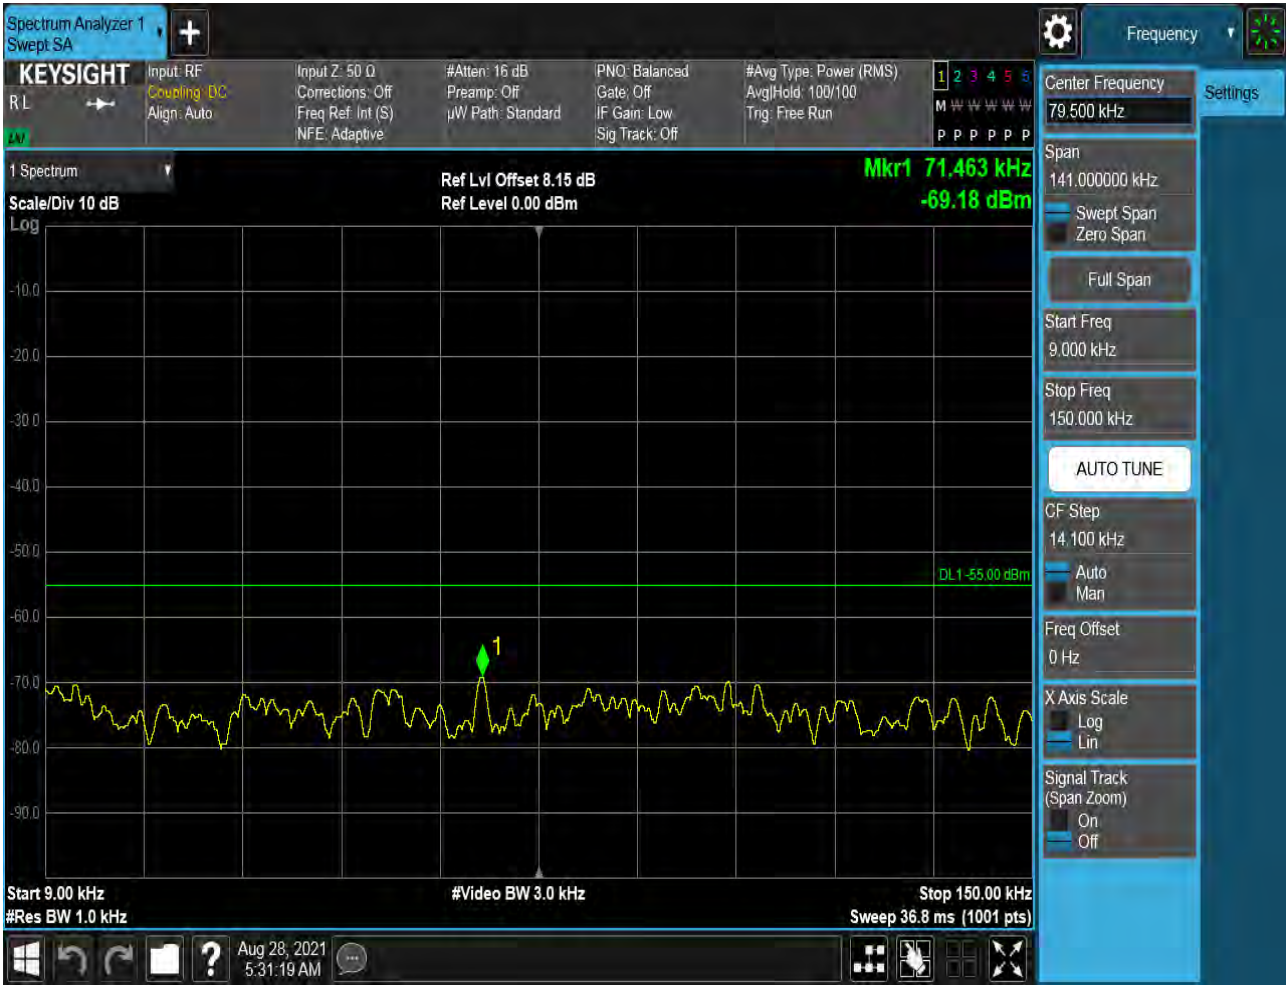 Spectrum Analyzer 1
Swept SA
Frequency
KEYSIGHT
R L
LXI
Input: RF
Coupling: DC
Align: Auto
Input Z: 50 Ω
Corrections: Off
Freq Ref: Int (S)
NFE: Adaptive
#Atten: 16 dB
Preamp: Off
µW Path: Standard
PNO: Balanced
Gate: Off
IF Gain: Low
Sig Track: Off
#Avg Type: Power (RMS)
Avg|Hold: 100/100
Trig: Free Run
1 2 3 4 5 6
M W W W W W
P P P P P P
1 Spectrum
Scale/Div 10 dB
Log
Ref Lvl Offset 8.15 dB
Ref Level 0.00 dBm
Mkr1 71.463 kHz
-69.18 dBm
-10.0
-20.0
-30.0
-40.0
-50.0
DL1 -55.00 dBm
-60.0
1
-70.0
-80.0
-90.0
Start 9.00 kHz
#Res BW 1.0 kHz
#Video BW 3.0 kHz
Stop 150.00 kHz
Sweep 36.8 ms (1001 pts)
Aug 28, 2021
5:31:19 AM
Center Frequency
79.500 kHz
Settings
Span
141.000000 kHz
Swept Span
Zero Span
Full Span
Start Freq
9.000 kHz
Stop Freq
150.000 kHz
AUTO TUNE
CF Step
14.100 kHz
Auto
Man
Freq Offset
0 Hz
X Axis Scale
Log
Lin
Signal Track
(Span Zoom)
On
Off